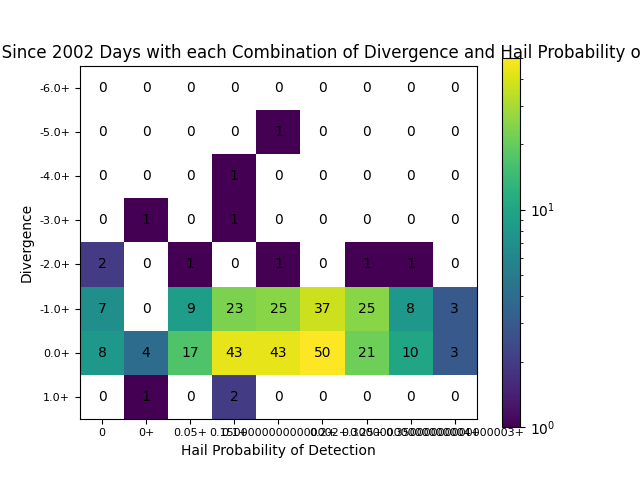 Since 2002 Days with each Combination of Divergence and Hail Probability o
-6.0+ 0 0 0 0 0 0 0 0 0
-5.0+ 0 0 0 0 1 0 0 0 0
-4.0+ 0 0 0 1 0 0 0 0 0
-3.0+ 0 1 0 1 0 0 0 0 0
-2.0+ 2 0 1 0 1 0 1 1 0
-1.0+ 7 0 9 23 25 37 25 8 3
0.0+ 8 4 17 43 43 50 21 10 3
1.0+ 0 1 0 2 0 0 0 0 0
Divergence
0 0+ 0.05+
Hail Probability of Detection
10¹
10⁰